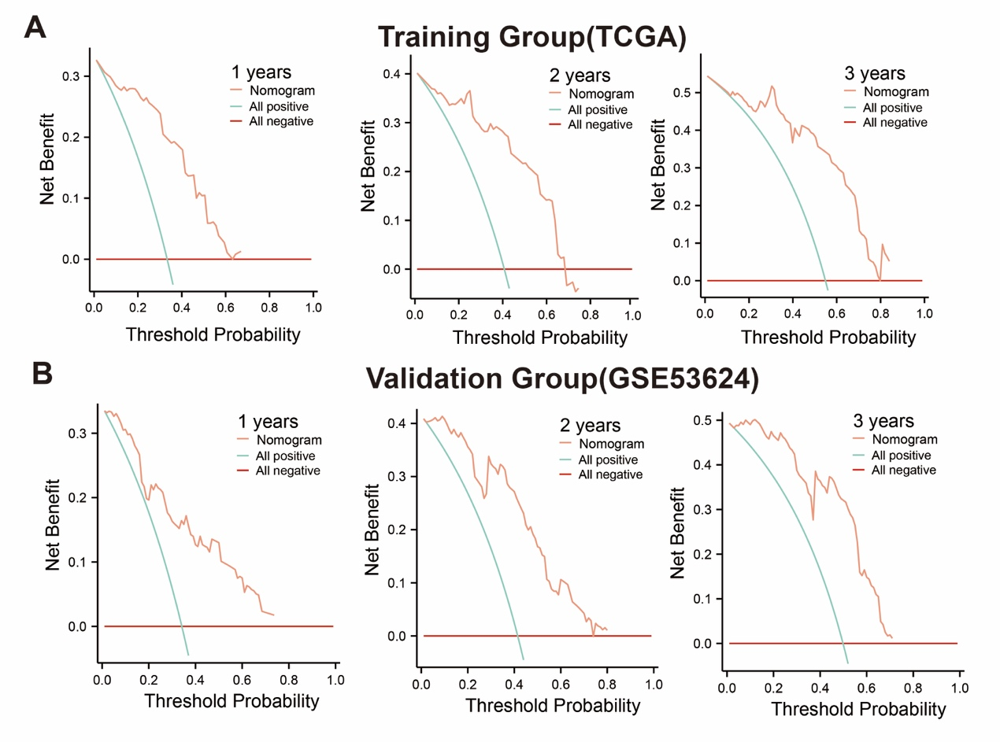 A
Training Group(TCGA)
1 years
Nomogram
All positive
All negative
Net Benefit
0.3
0.2
0.1
0.0
0.0 0.2 0.4 0.6 0.8 1.0
Threshold Probability
2 years
Nomogram
All positive
All negative
Net Benefit
0.4
0.3
0.2
0.1
0.0
0.0 0.2 0.4 0.6 0.8 1.0
Threshold Probability
3 years
Nomogram
All positive
All negative
Net Benefit
0.5
0.4
0.3
0.2
0.1
0.0
0.0 0.2 0.4 0.6 0.8 1.0
Threshold Probability
B
Validation Group(GSE53624)
1 years
Nomogram
All positive
All negative
Net Benefit
0.3
0.2
0.1
0.0
0.0 0.2 0.4 0.6 0.8 1.0
Threshold Probability
2 years
Nomogram
All positive
All negative
Net Benefit
0.4
0.3
0.2
0.1
0.0
0.0 0.2 0.4 0.6 0.8 1.0
Threshold Probability
3 years
Nomogram
All positive
All negative
Net Benefit
0.5
0.4
0.3
0.2
0.1
0.0
0.0 0.2 0.4 0.6 0.8 1.0
Threshold Probability